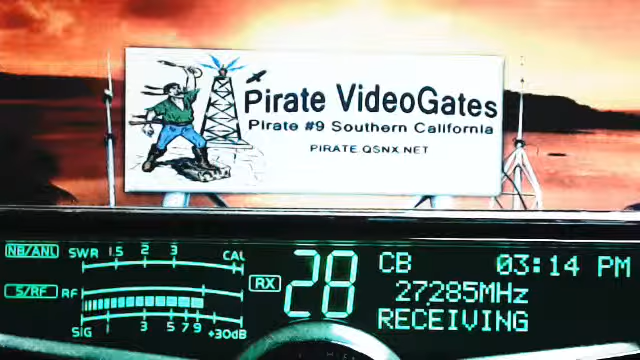 Pirate VideoGates
Pirate #9 Southern California
PIRATE.QSNX.NET
NB/ANL SWR 1.5 2 3 CAL
S/RF RF
SIG 3 5 7 9 +30dB
RX 28 CB 03:14 PM
27285MHz
RECEIVING